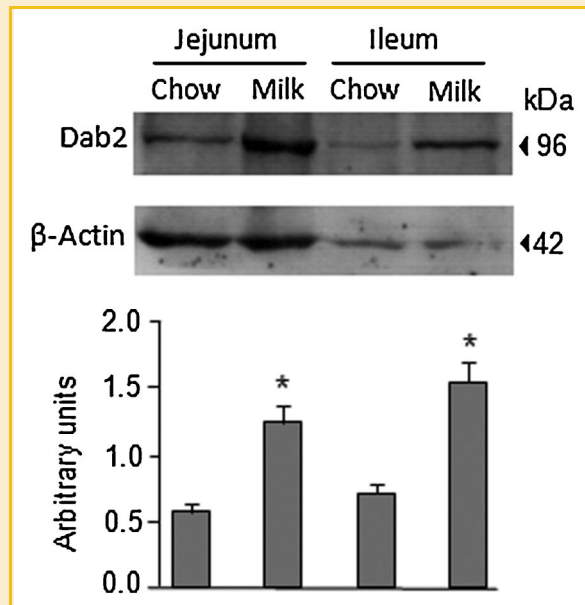 Jejunum Ileum
Chow Milk Chow Milk kDa
Dab2 96
β-Actin 42
2.0
*
*
1.5
1.0
0.5
0.0
Arbitrary units